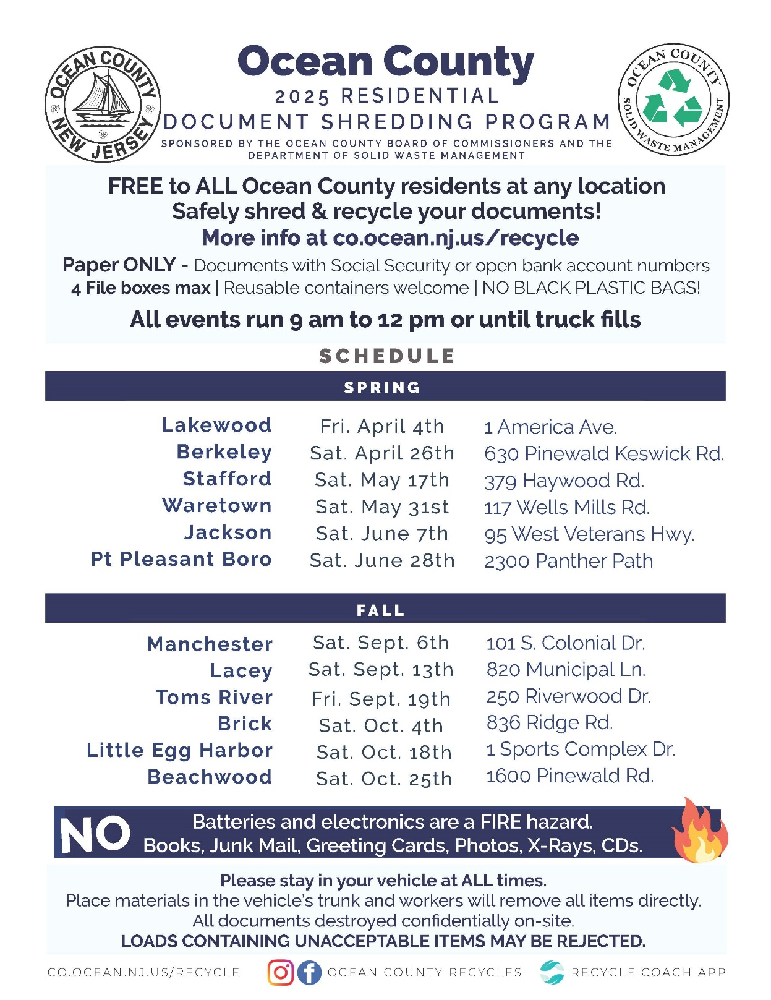 OCEAN COUNTY
NEW JERSEY
Ocean County
2025 RESIDENTIAL
DOCUMENT SHREDDING PROGRAM
SPONSORED BY THE OCEAN COUNTY BOARD OF COMMISSIONERS AND THE
DEPARTMENT OF SOLID WASTE MANAGEMENT
OCEAN COUNTY
SOLID WASTE MANAGEMENT
FREE to ALL Ocean County residents at any location
Safely shred & recycle your documents!
More info at co.ocean.nj.us/recycle
Paper ONLY - Documents with Social Security or open bank account numbers
4 File boxes max | Reusable containers welcome | NO BLACK PLASTIC BAGS!
All events run 9 am to 12 pm or until truck fills
SCHEDULE
SPRING
Lakewood Fri. April 4th 1 America Ave.
Berkeley Sat. April 26th 630 Pinewald Keswick Rd.
Stafford Sat. May 17th 379 Haywood Rd.
Waretown Sat. May 31st 117 Wells Mills Rd.
Jackson Sat. June 7th 95 West Veterans Hwy.
Pt Pleasant Boro Sat. June 28th 2300 Panther Path
FALL
Manchester Sat. Sept. 6th 101 S. Colonial Dr.
Lacey Sat. Sept. 13th 820 Municipal Ln.
Toms River Fri. Sept. 19th 250 Riverwood Dr.
Brick Sat. Oct. 4th 836 Ridge Rd.
Little Egg Harbor Sat. Oct. 18th 1 Sports Complex Dr.
Beachwood Sat. Oct. 25th 1600 Pinewald Rd.
NO
Batteries and electronics are a FIRE hazard.
Books, Junk Mail, Greeting Cards, Photos, X-Rays, CDs.
Please stay in your vehicle at ALL times.
Place materials in the vehicle's trunk and workers will remove all items directly.
All documents destroyed confidentially on-site.
LOADS CONTAINING UNACCEPTABLE ITEMS MAY BE REJECTED.
CO.OCEAN.NJ.US/RECYCLE OCEAN COUNTY RECYCLES RECYCLE COACH APP